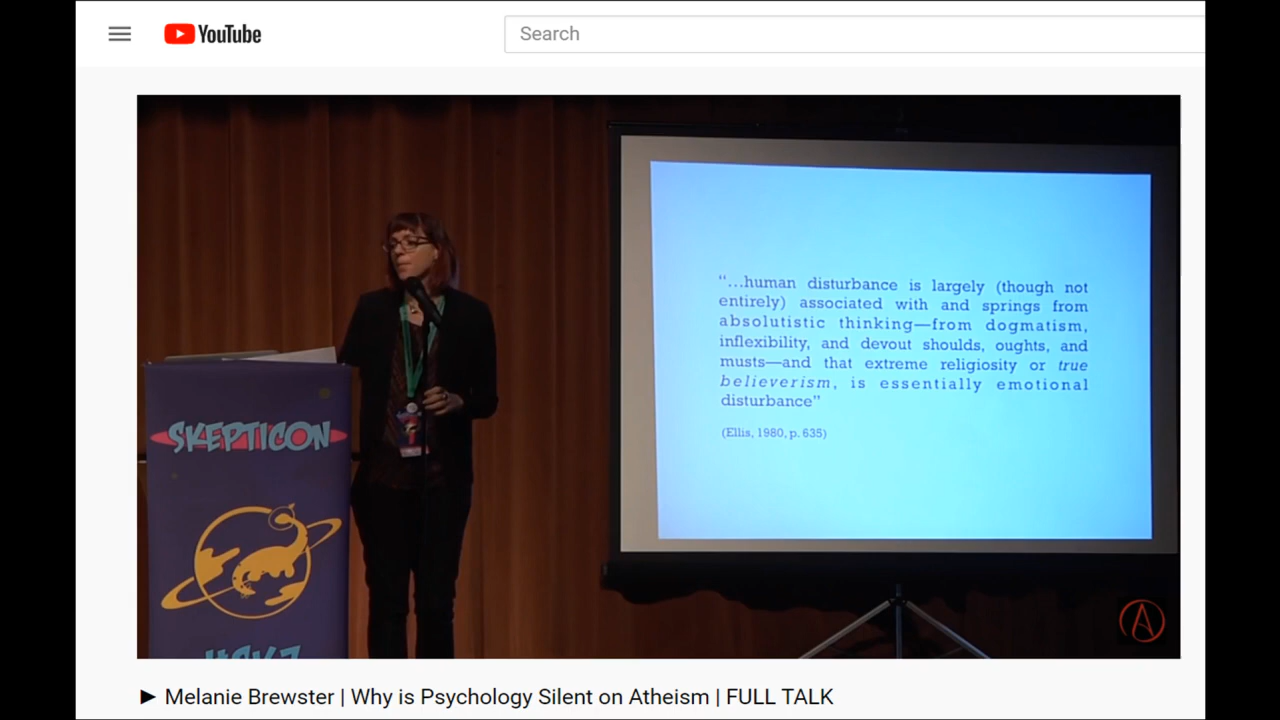 YouTube
Search
“...human disturbance is largely (though not
entirely) associated with and springs from
absolutistic thinking—from dogmatism,
inflexibility, and devout shoulds, oughts, and
musts—and that extreme religiosity or true
believerism, is essentially emotional
disturbance”
(Ellis, 1980, p. 635)
SKEPTICON
Melanie Brewster | Why is Psychology Silent on Atheism | FULL TALK